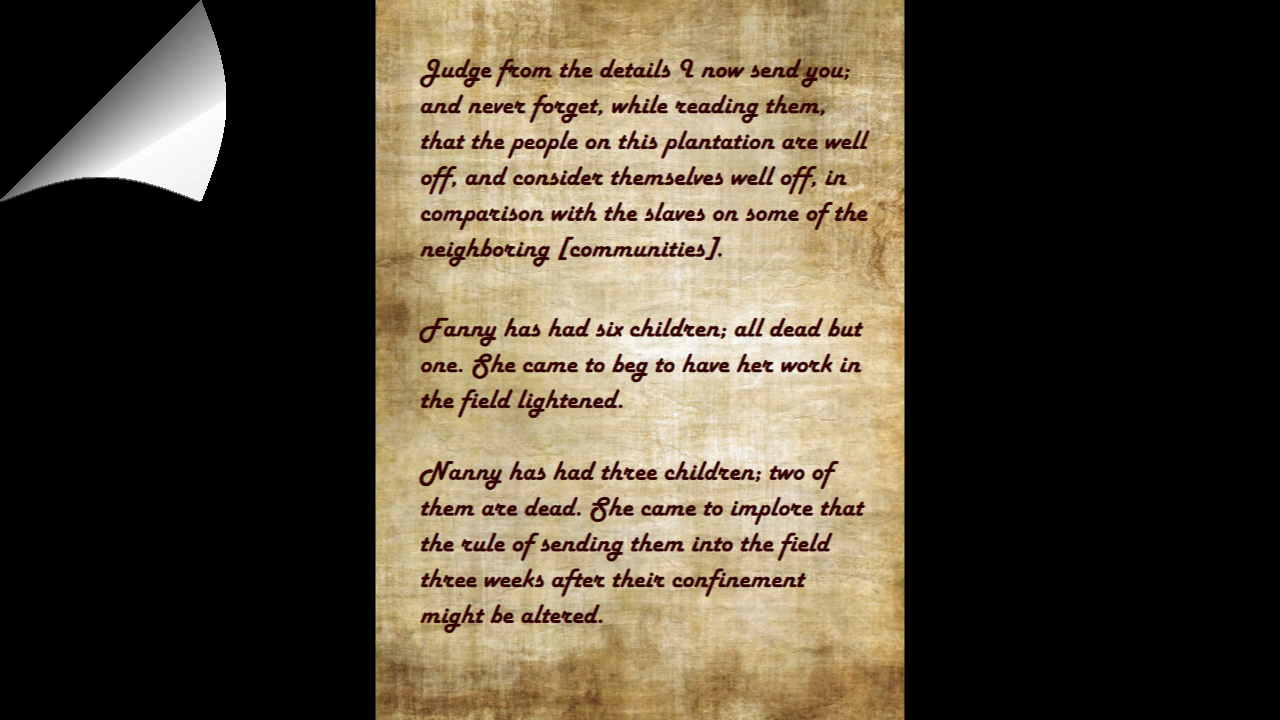 Judge from the details I now send you;
and never forget, while reading them,
that the people on this plantation are well
off, and consider themselves well off, in
comparison with the slaves on some of the
neighboring [communities].
Fanny has had six children; all dead but
one. She came to beg to have her work in
the field lightened.
Nanny has had three children; two of
them are dead. She came to implore that
the rule of sending them into the field
three weeks after their confinement
might be altered.